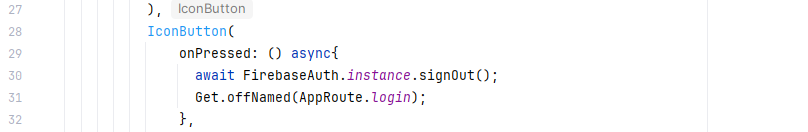 27 ), IconButton
28 IconButton(
29 onPressed: () async{
30 await FirebaseAuth.instance.signOut();
31 Get.offNamed(AppRoute.login);
32 },